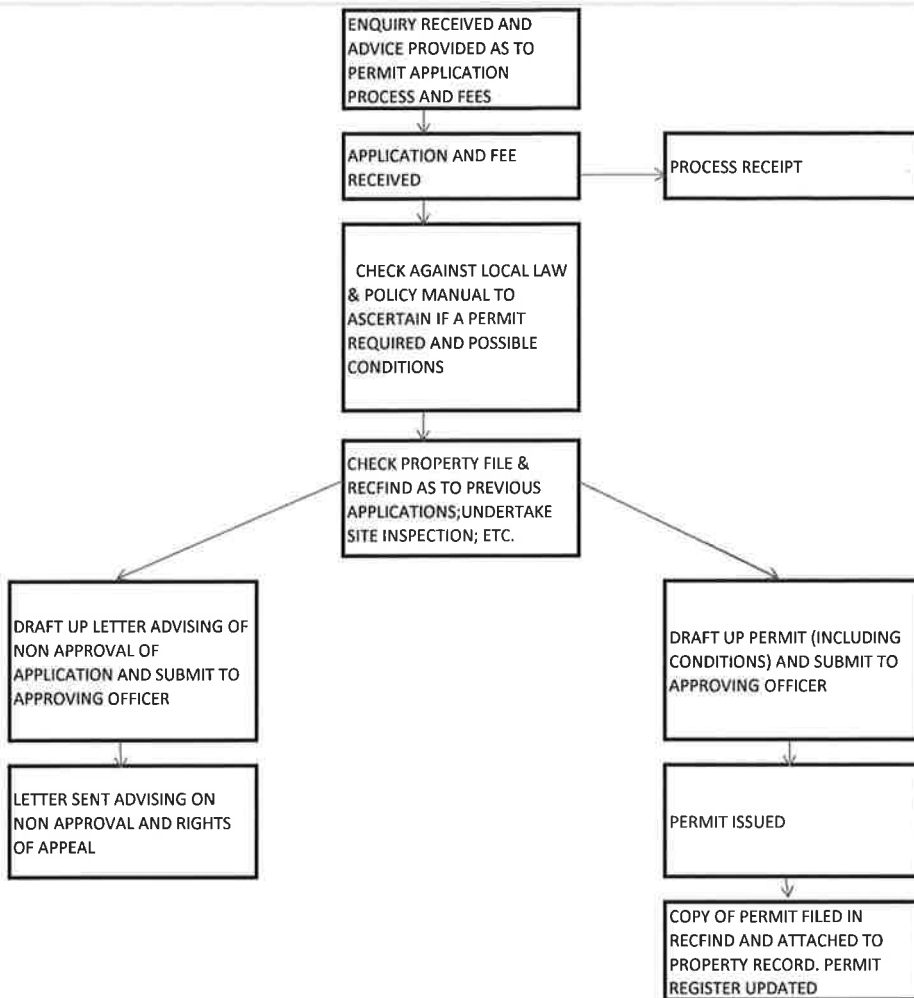 ENQUIRY RECEIVED AND
ADVICE PROVIDED AS TO
PERMIT APPLICATION
PROCESS AND FEES
APPLICATION AND FEE
RECEIVED
PROCESS RECEIPT
CHECK AGAINST LOCAL LAW
& POLICY MANUAL TO
ASCERTAIN IF A PERMIT
REQUIRED AND POSSIBLE
CONDITIONS
CHECK PROPERTY FILE &
RECFIND AS TO PREVIOUS
APPLICATIONS;UNDERTAKE
SITE INSPECTION; ETC.
DRAFT UP LETTER ADVISING OF
NON APPROVAL OF
APPLICATION AND SUBMIT TO
APPROVING OFFICER
DRAFT UP PERMIT (INCLUDING
CONDITIONS) AND SUBMIT TO
APPROVING OFFICER
LETTER SENT ADVISING ON
NON APPROVAL AND RIGHTS
OF APPEAL
PERMIT ISSUED
COPY OF PERMIT FILED IN
RECFIND AND ATTACHED TO
PROPERTY RECORD. PERMIT
REGISTER UPDATED